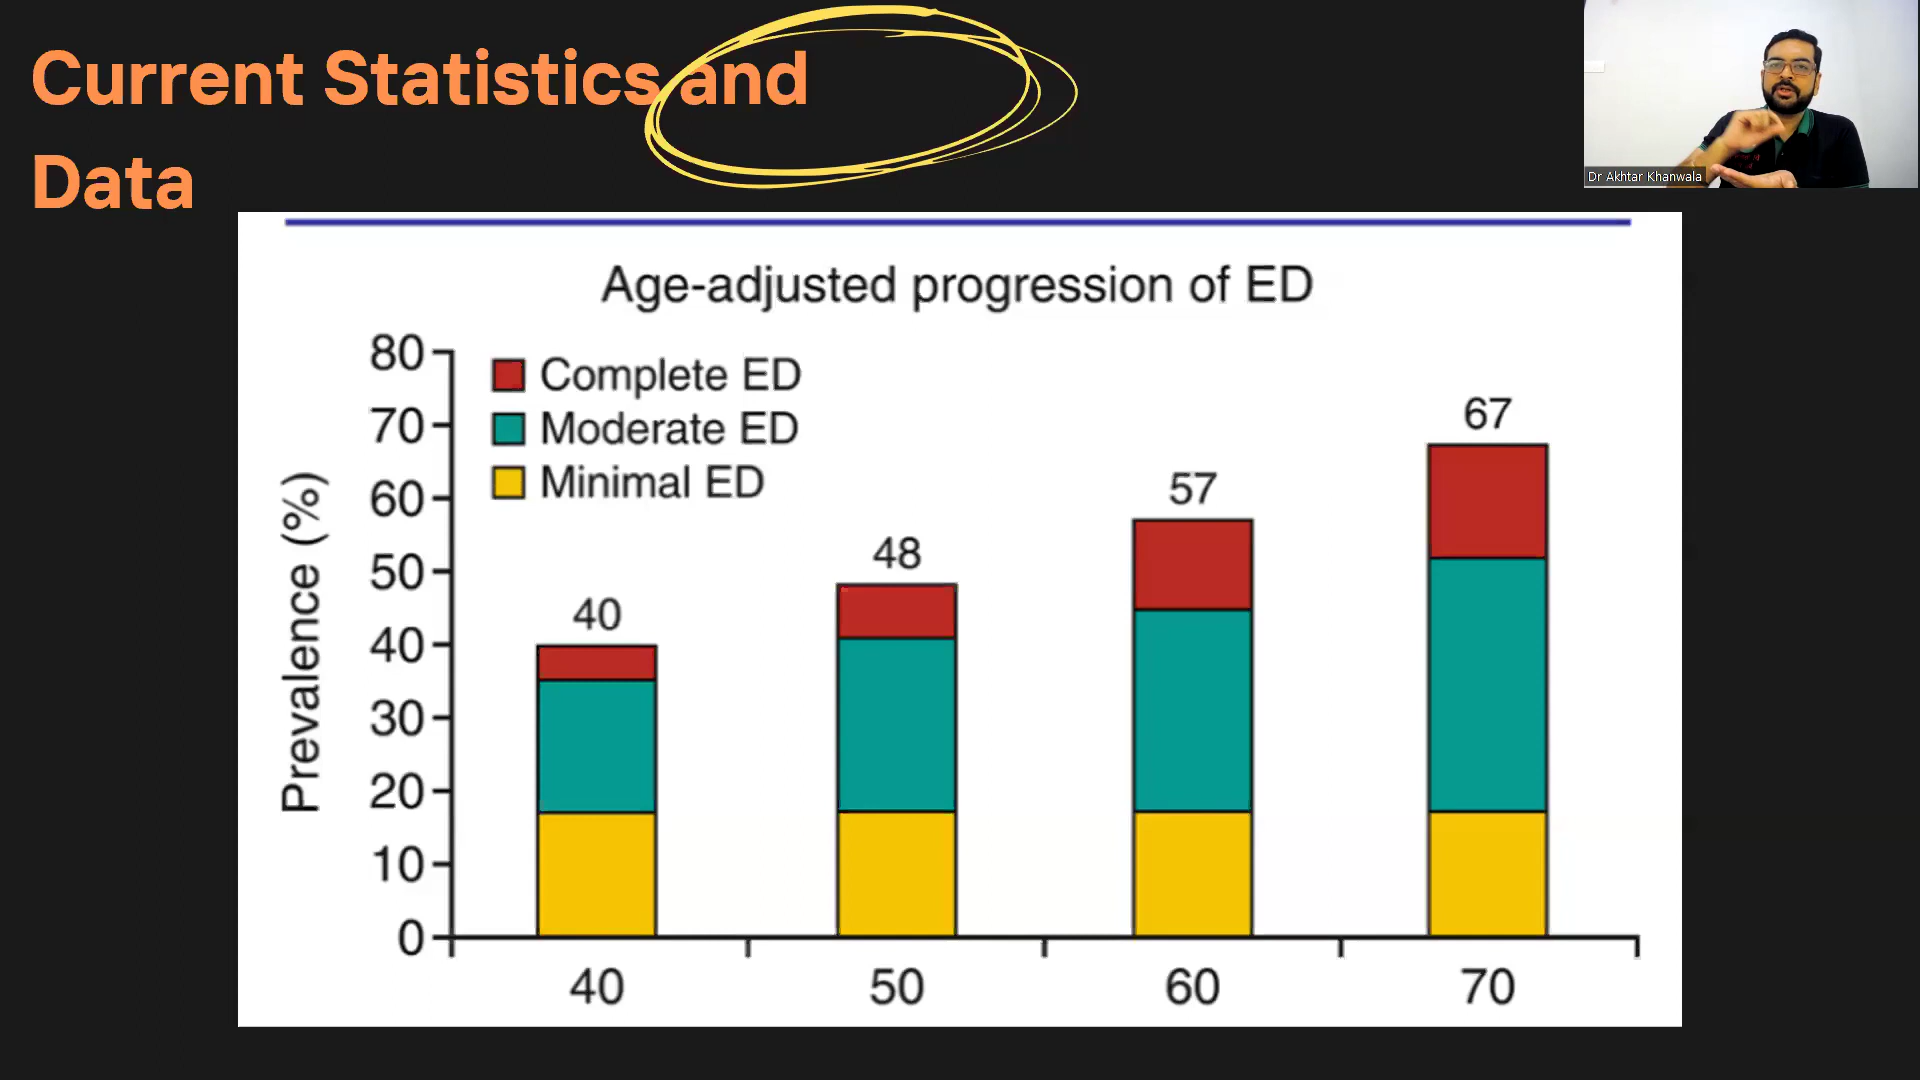 Current Statistics and
Data
Dr Akhtar Khanwala
Age-adjusted progression of ED
Complete ED
Moderate ED
Minimal ED
Prevalence (%)
80
70
60
50
40
30
20
10
0
40
48
57
67
40
50
60
70